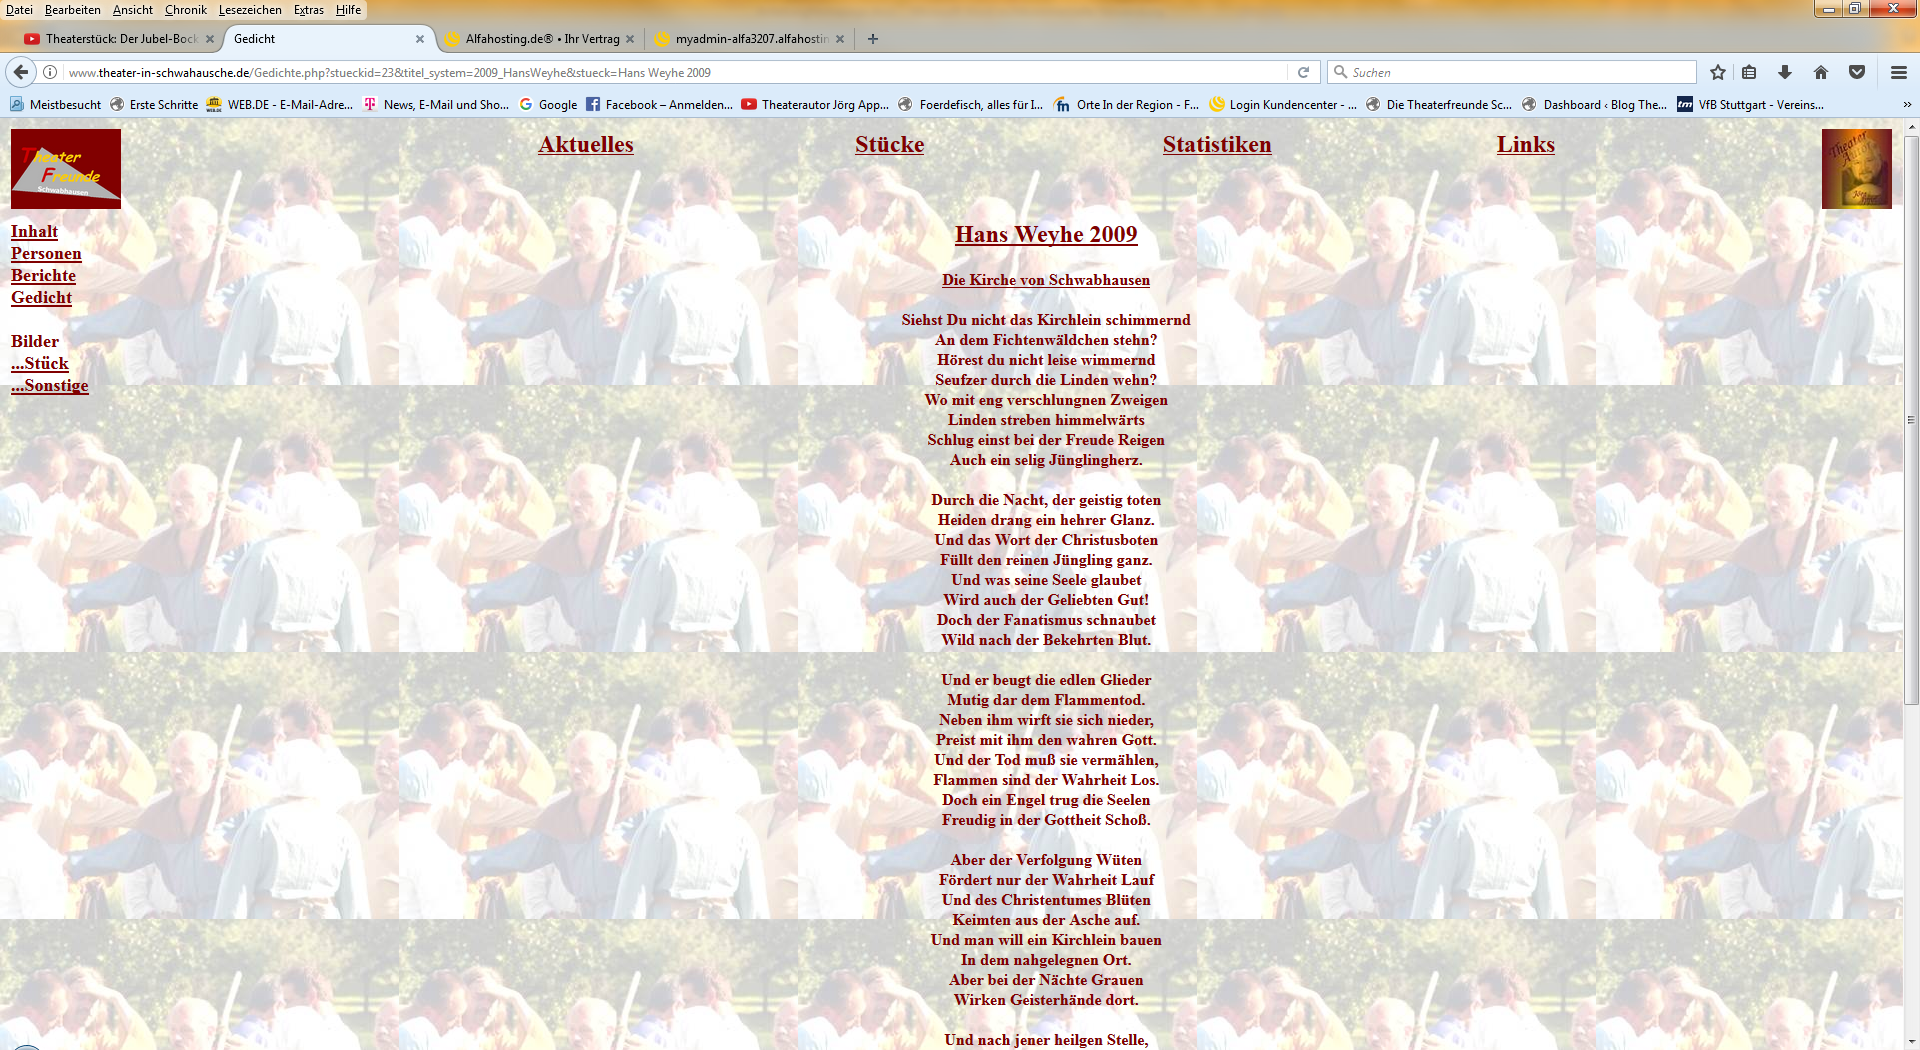 Datei Bearbeiten Ansicht Chronik Lesezeichen Extras Hilfe
Theaterstück: Der Jubel-Bock
Gedicht
Alfahosting.de® • Ihr Vertrag
myadmin-alfa3207.alfahostin
www.theater-in-schwahausche.de/Gedichte.php?stueckid=23&titel_system=2009_HansWeyhe&stueck=Hans Weyhe 2009
Suchen
Meistbesucht Erste Schritte WEB.DE - E-Mail-Adre... News, E-Mail und Sho... Google Facebook – Anmelden... Theaterautor Jörg App... Foerdefisch, alles für I... Orte In der Region - F... Login Kundencenter - ... Die Theaterfreunde Sc... Dashboard ‹ Blog The... VfB Stuttgart - Vereins... »
Theater
Freunde
Schwabhausen
Aktuelles Stücke Statistiken Links
Theater
Inhalt
Personen
Berichte
Gedicht
Bilder
...Stück
...Sonstige
Hans Weyhe 2009
Die Kirche von Schwabhausen
Siehst Du nicht das Kirchlein schimmernd
An dem Fichtenwäldchen stehn?
Hörest du nicht leise wimmernd
Seufzer durch die Linden wehn?
Wo mit eng verschlungnen Zweigen
Linden streben himmelwärts
Schlug einst bei der Freude Reigen
Auch ein selig Jünglingherz.
Durch die Nacht, der geistig toten
Heiden drang ein hehrer Glanz.
Und das Wort der Christusboten
Füllt den reinen Jüngling ganz.
Und was seine Seele glaubet
Wird auch der Geliebten Gut!
Doch der Fanatismus schnaubet
Wild nach der Bekehrten Blut.
Und er beugt die edlen Glieder
Mutig dar dem Flammentod.
Neben ihm wirft sie sich nieder,
Preist mit ihm den wahren Gott.
Und der Tod muß sie vermählen,
Flammen sind der Wahrheit Los.
Doch ein Engel trug die Seelen
Freudig in der Gottheit Schoß.
Aber der Verfolgung Wüten
Fördert nur der Wahrheit Lauf
Und des Christentumes Blüten
Keimten aus der Asche auf.
Und man will ein Kirchlein bauen
In dem nahgelegnen Ort.
Aber bei der Nächte Grauen
Wirken Geisterhände dort.
Und nach jener heilgen Stelle,